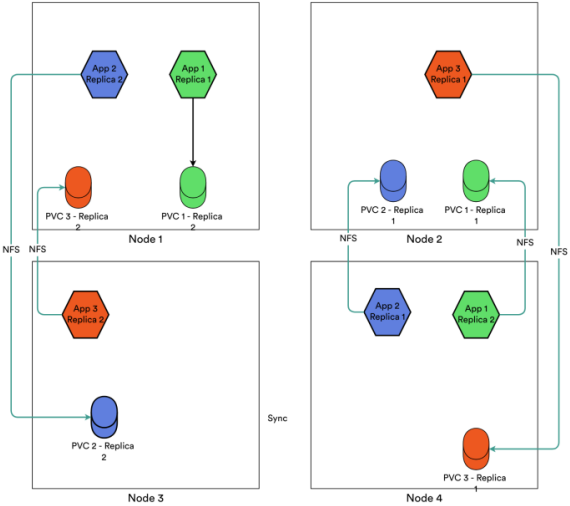 App 2
Replica 2
App 1
Replica 1
PVC 3 - Replica
2
PVC 1 - Replica
2
Node 1
App 3
Replica 1
PVC 2 - Replica
1
PVC 1 - Replica
1
Node 2
NFS
NFS
NFS
NFS
NFS
App 3
Replica 2
PVC 2 - Replica
2
Node 3
Sync
App 2
Replica 1
App 1
Replica 2
PVC 3 - Replica
1
Node 4